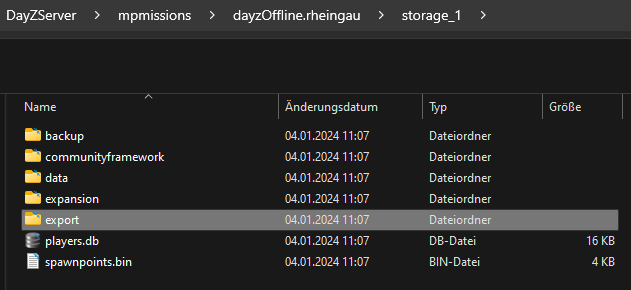 DayZServer > mpmissions > dayzOffline.rheingau > storage_1 >
Name Änderungsdatum Typ Größe
backup 04.01.2024 11:07 Dateiordner
communityframework 04.01.2024 11:07 Dateiordner
data 04.01.2024 11:07 Dateiordner
expansion 04.01.2024 11:07 Dateiordner
export 04.01.2024 11:07 Dateiordner
players.db 04.01.2024 11:07 DB-Datei 16 KB
spawnpoints.bin 04.01.2024 11:07 BIN-Datei 4 KB